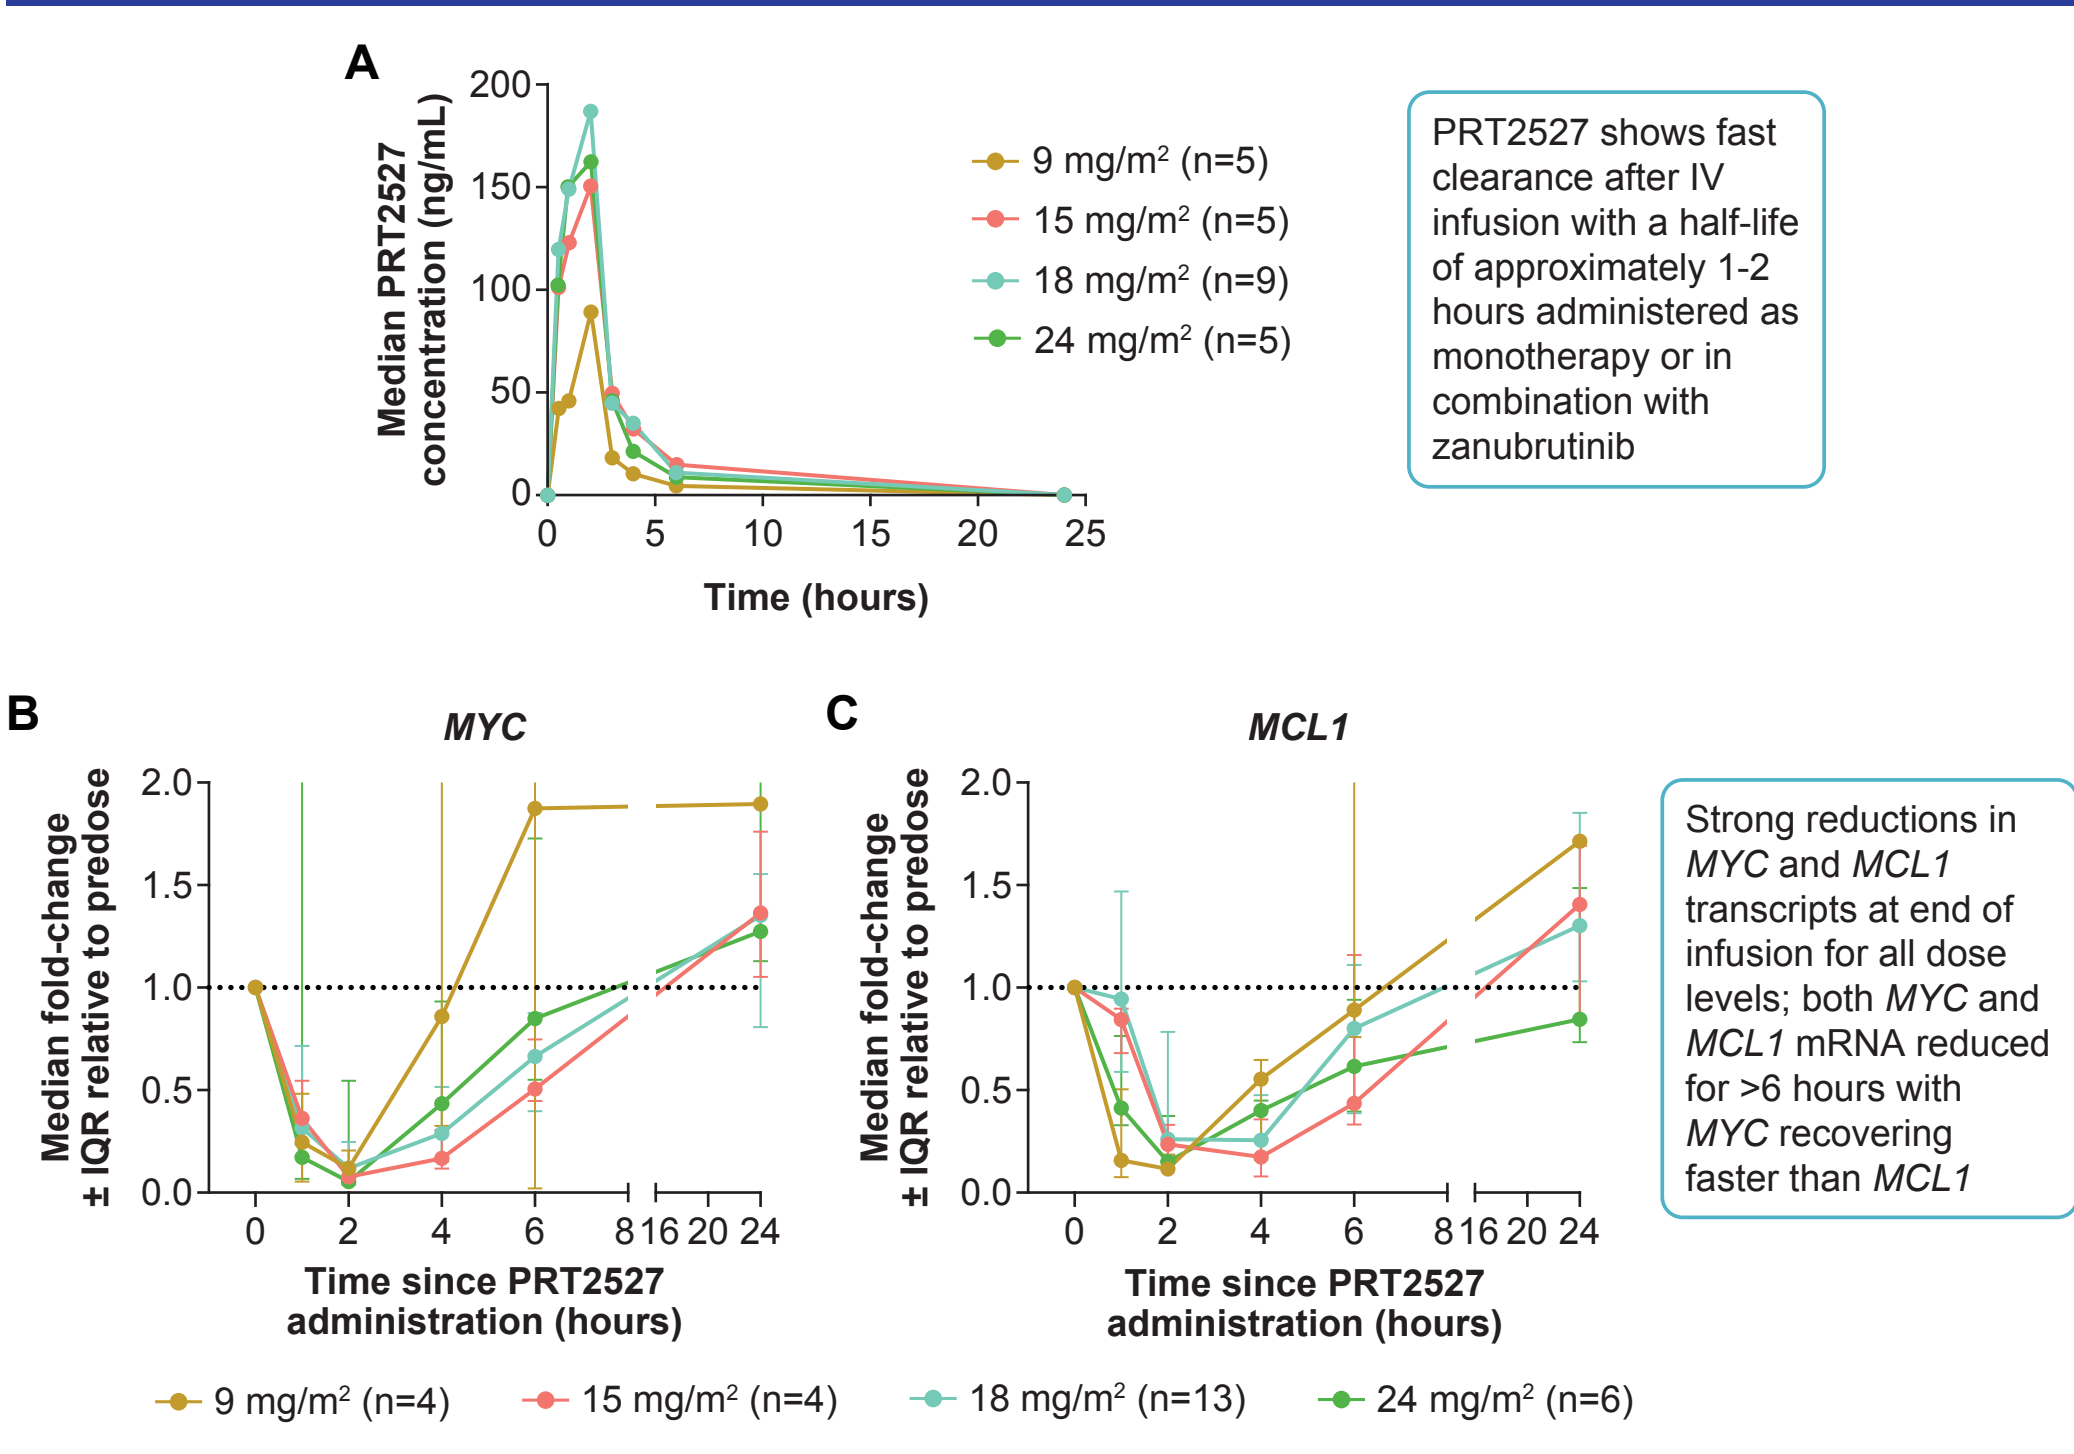 A
Median PRT2527
concentration (ng/mL)
200
150
100
50
0
0 5 10 15 20 25
Time (hours)
9 mg/m² (n=5)
15 mg/m² (n=5)
18 mg/m² (n=9)
24 mg/m² (n=5)
PRT2527 shows fast
clearance after IV
infusion with a half-life
of approximately 1-2
hours administered as
monotherapy or in
combination with
zanubrutinib
B
MYC
Median fold-change
± IQR relative to predose
2.0
1.5
1.0
0.5
0.0
0 2 4 6 8 16 20 24
Time since PRT2527
administration (hours)
C
MCL1
Median fold-change
± IQR relative to predose
2.0
1.5
1.0
0.5
0.0
0 2 4 6 8 16 20 24
Time since PRT2527
administration (hours)
Strong reductions in
MYC and MCL1
transcripts at end of
infusion for all dose
levels; both MYC and
MCL1 mRNA reduced
for >6 hours with
MYC recovering
faster than MCL1
9 mg/m² (n=4)
15 mg/m² (n=4)
18 mg/m² (n=13)
24 mg/m² (n=6)